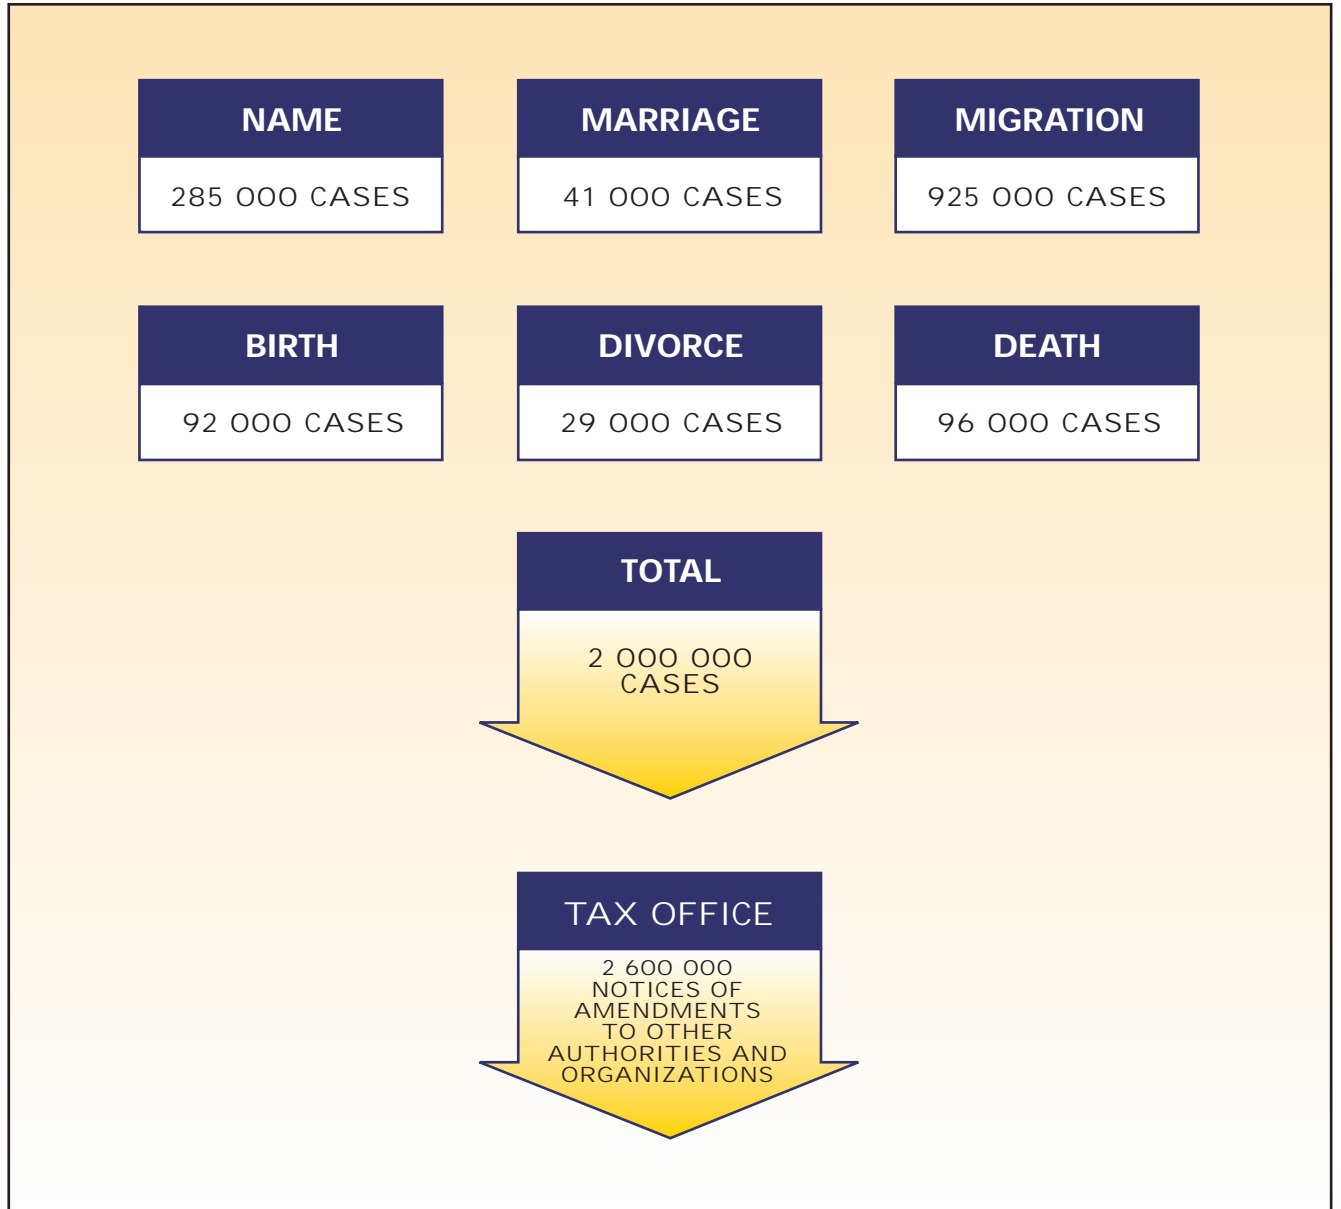 NAME
285 000 CASES
MARRIAGE
41 000 CASES
MIGRATION
925 000 CASES
BIRTH
92 000 CASES
DIVORCE
29 000 CASES
DEATH
96 000 CASES
TOTAL
2 000 000
CASES
TAX OFFICE
2 600 000
NOTICES OF
AMENDMENTS
TO OTHER
AUTHORITIES AND
ORGANIZATIONS